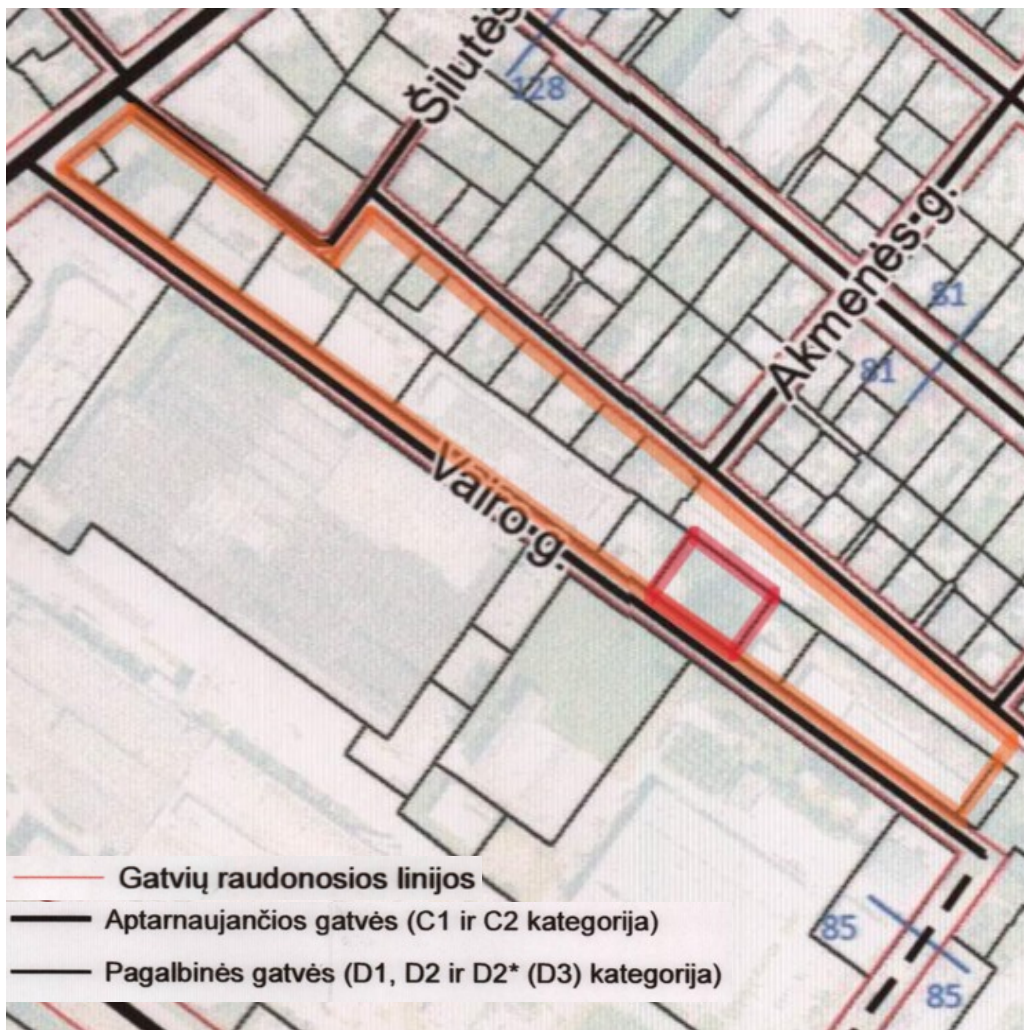 Šilutės
128
Akmenės g.
81
81
Vairo g.
Gatvių raudonosios linijos
Aptarnaujančios gatvės (C1 ir C2 kategorija)
Pagalbinės gatvės (D1, D2 ir D2* (D3) kategorija)
85
85